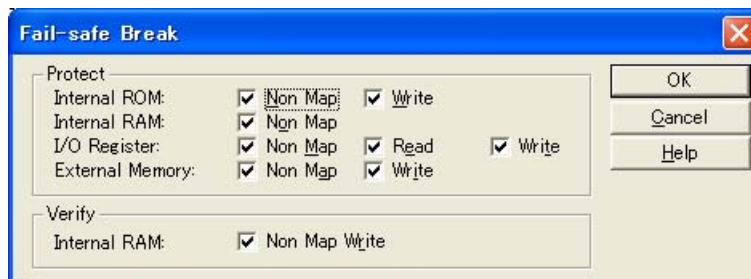 Fail-safe Break
Protect
Internal ROM: Non Map Write
Internal RAM: Non Map
I/O Register: Non Map Read Write
External Memory: Non Map Write
Verify
Internal RAM: Non Map Write
OK
Cancel
Help